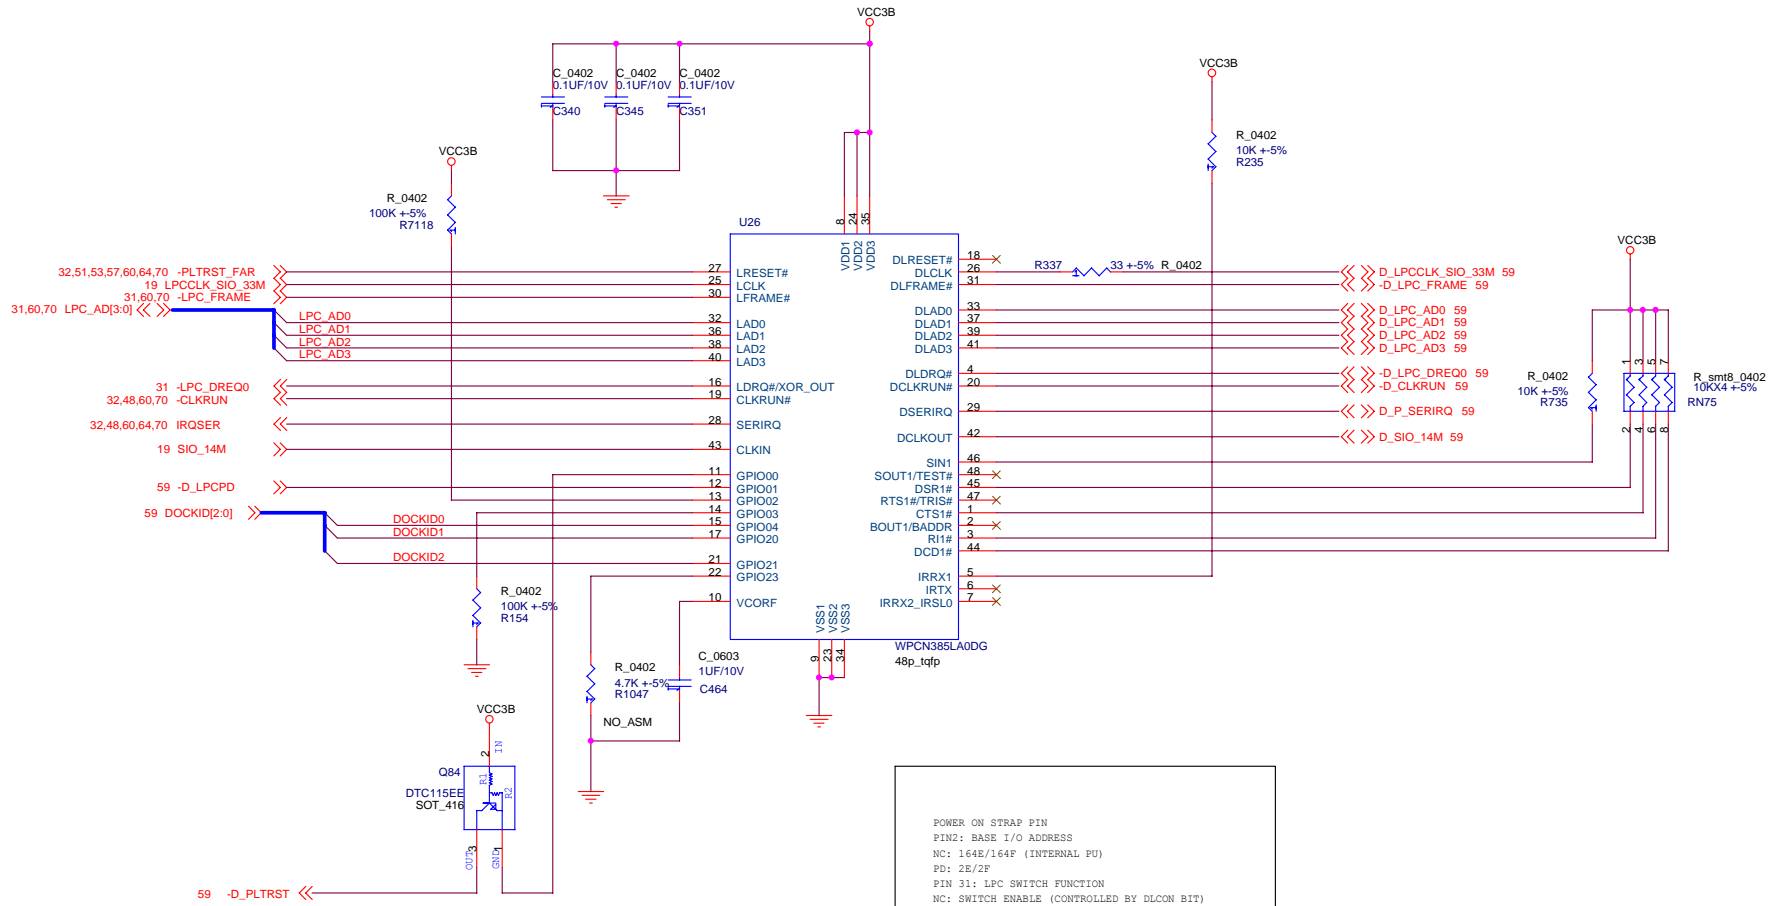 VCC3B
C_0402
0.1UF/10V
C340
C_0402
0.1UF/10V
C345
C_0402
0.1UF/10V
C351
VCC3B
R_0402
10K +-5%
R235
VCC3B
R_0402
100K +-5%
R7118
VCC3B
R_0402
10K +-5%
R735
R_smt8_0402
10KX4 +-5%
RN75
1
3
5
7
2
4
6
8
U26
8
24
35
VDD1
VDD2
VDD3
32,51,53,57,60,64,70 -PLTRST_FAR
19 LPCCLK_SIO_33M
31,60,70 -LPC_FRAME
31,60,70 LPC_AD[3:0]
LPC_AD0
LPC_AD1
LPC_AD2
LPC_AD3
31 -LPC_DREQ0
32,48,60,70 -CLKRUN
32,48,60,64,70 IRQSER
19 SIO_14M
59 -D_LPCPD
59 DOCKID[2:0]
DOCKID0
DOCKID1
DOCKID2
27 LRESET#
25 LCLK
30 LFRAME#
32 LAD0
36 LAD1
38 LAD2
40 LAD3
16 LDRQ#/XOR_OUT
19 CLKRUN#
28 SERIRQ
43 CLKIN
11 GPIO00
12 GPIO01
13 GPIO02
14 GPIO03
15 GPIO04
17 GPIO20
21 GPIO21
22 GPIO23
10 VCORF
DLRESET# 18
DLCLK 26
DLFRAME# 31
DLAD0 33
DLAD1 37
DLAD2 39
DLAD3 41
DLDRQ# 4
DCLKRUN# 20
DSERIRQ 29
DCLKOUT 42
SIN1 46
SOUT1/TEST# 48
DSR1# 45
RTS1#/TRIS# 47
CTS1# 1
BOUT1/BADDR 2
RI1# 3
DCD1# 44
IRRX1 5
IRTX 6
IRRX2_IRSL0 7
R337 33 +-5% R_0402
D_LPCCLK_SIO_33M 59
-D_LPC_FRAME 59
D_LPC_AD0 59
D_LPC_AD1 59
D_LPC_AD2 59
D_LPC_AD3 59
-D_LPC_DREQ0 59
-D_CLKRUN 59
D_P_SERIRQ 59
D_SIO_14M 59
VSS1
VSS2
VSS3
9
23
34
WPCN385LA0DG
48p_tqfp
R_0402
100K +-5%
R154
R_0402
4.7K +-5%
R1047
NO_ASM
C_0603
1UF/10V
C464
VCC3B
2
IN
Q84
DTC115EE
SOT_416
R1
R2
OUT
3
GND
1
59 -D_PLTRST
POWER ON STRAP PIN
PIN2: BASE I/O ADDRESS
NC: 164E/164F (INTERNAL PU)
PD: 2E/2F
PIN 31: LPC SWITCH FUNCTION
NC: SWITCH ENABLE (CONTROLLED BY DLCON BIT)